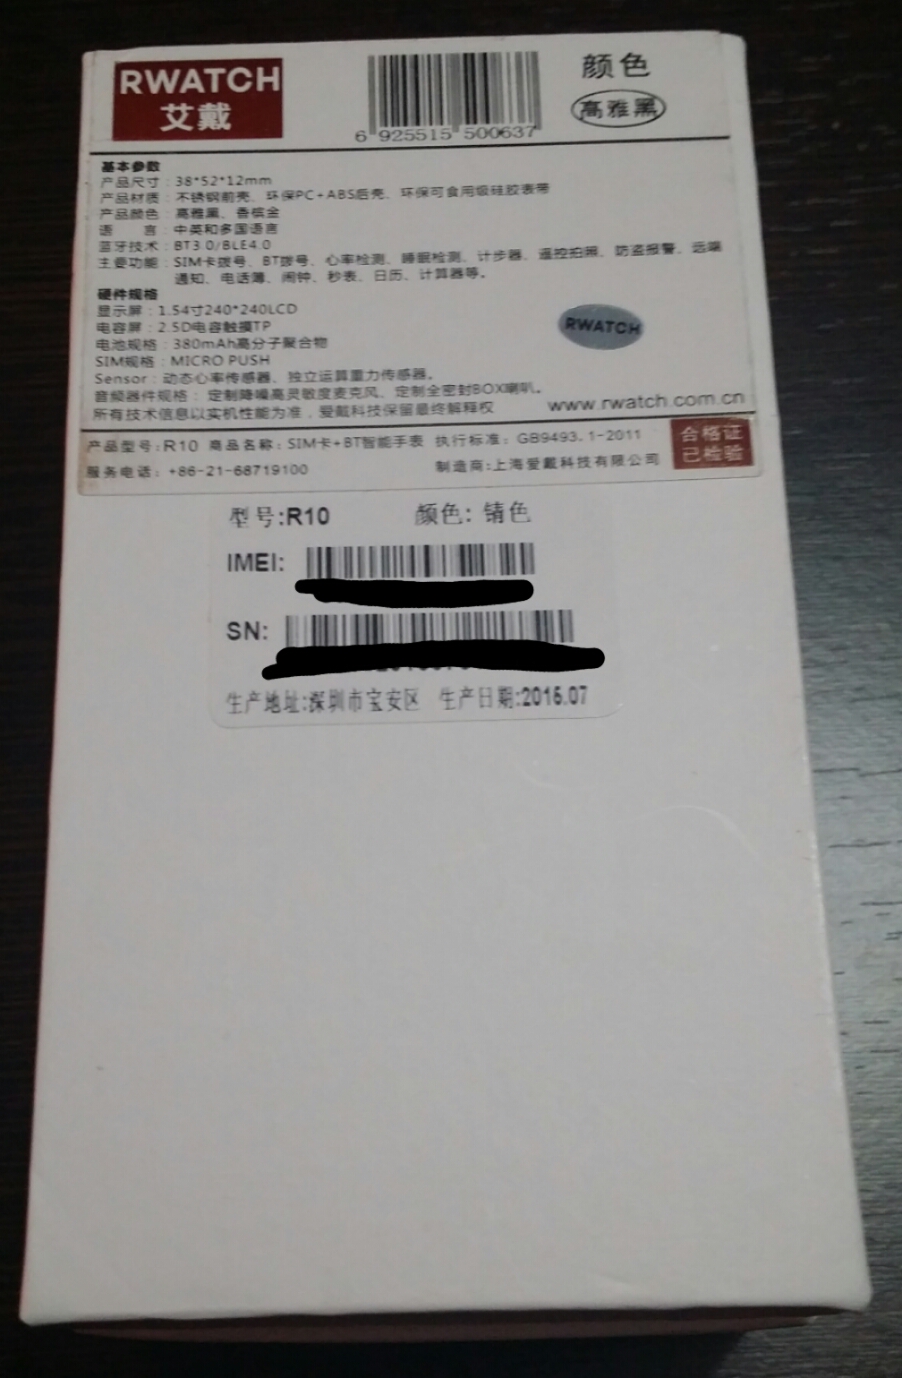 RWATCH
艾戴
6 925515 500637
颜色
高雅黑
基本参数
产品尺寸：38*52*12mm
产品材质：不锈钢前壳、环保PC+ABS后壳、环保可食用级硅胶表带
产品颜色：高雅黑、香槟金
语 言：中英和多国语言
蓝牙技术：BT3.0/BLE4.0
主要功能：SIM卡拨号、BT拨号、心率检测、睡眠检测、计步器、遥控拍照、防盗报警、远端
通知、电话簿、闹钟、秒表、日历、计算器等。
硬件规格
显示屏：1.54寸240*240LCD
电容屏：2.5D电容触摸TP
电池规格：380mAh高分子聚合物
SIM规格：MICRO PUSH
Sensor：动态心率传感器、独立运算重力传感器。
音频器件规格：定制降噪高灵敏度麦克风、定制全密封BOX喇叭。
所有技术信息以实机性能为准，爱戴科技保留最终解释权
RWATCH
www.rwatch.com.cn
产品型号:R10 商品名称：SIM卡+BT智能手表 执行标准：GB9493.1-2011
服务电话：+86-21-68719100 制造商:上海爱戴科技有限公司
合格证
已检验
型号:R10 颜色: 锖色
IMEI:
SN:
生产地址:深圳市宝安区 生产日期:2015.07